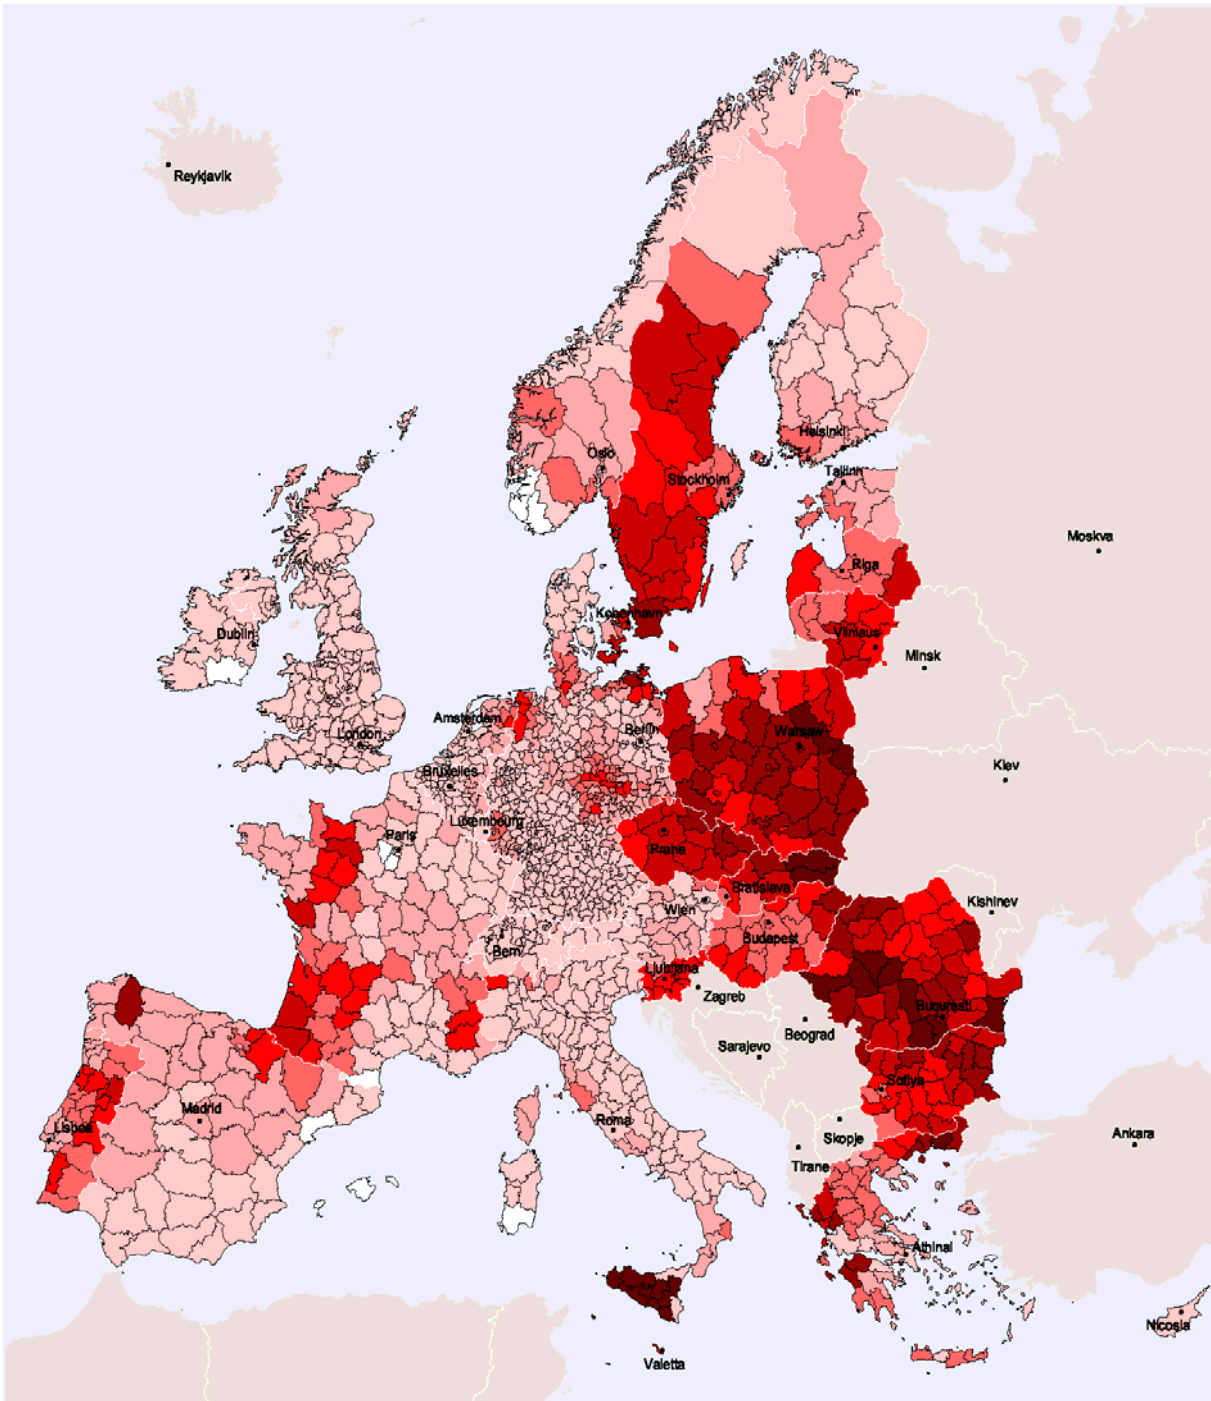 Reykjavik
Oslo
Helsinki
Stockholm
Tallinn
Moskva
Riga
Kobenhavn
Vilniaus
Dublin
Minsk
Amsterdam
London
Berlin
Warsaw
Bruxelles
Kiev
Luxembourg
Paris
Praha
Bratislava
Wien
Kishinev
Budapest
Bern
Ljubljana
Zagreb
Bucuresti
Beograd
Sarajevo
Sofiya
Madrid
Roma
Lisboa
Skopje
Ankara
Tirane
Athinai
Nicosia
Valetta